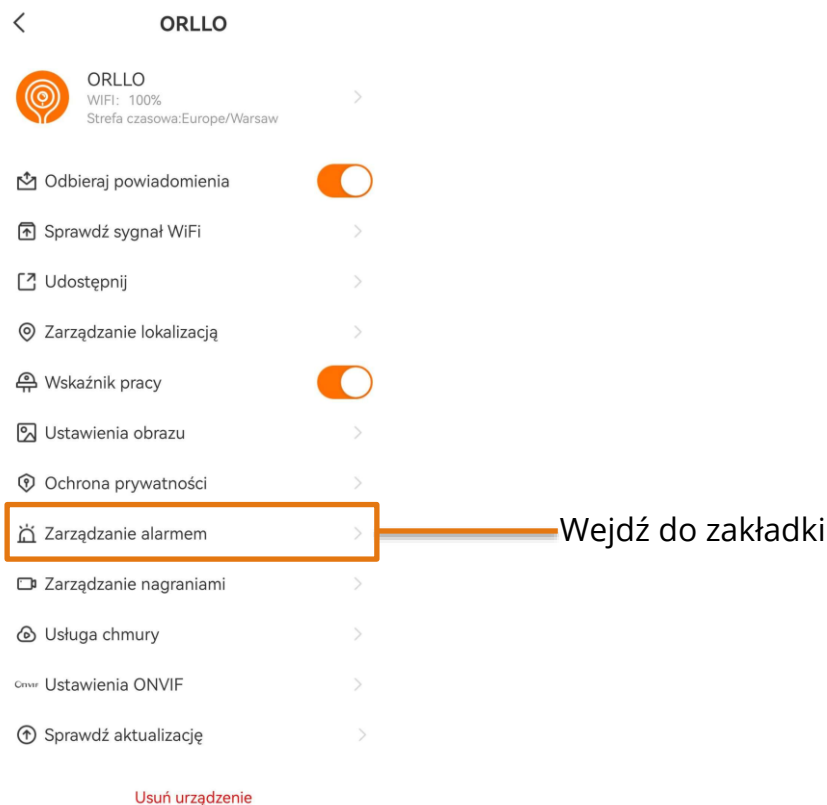 ORLLO
ORLLO
WIFI: 100%
Strefa czasowa:Europe/Warsaw
Odbieraj powiadomienia
Sprawdź sygnał WiFi
Udostępnij
Zarządzanie lokalizacją
Wskaźnik pracy
Ustawienia obrazu
Ochrona prywatności
Zarządzanie alarmem
Wejdź do zakładki
Zarządzanie nagraniami
Usługa chmury
Onvif Ustawienia ONVIF
Sprawdź aktualizację
Usuń urządzenie